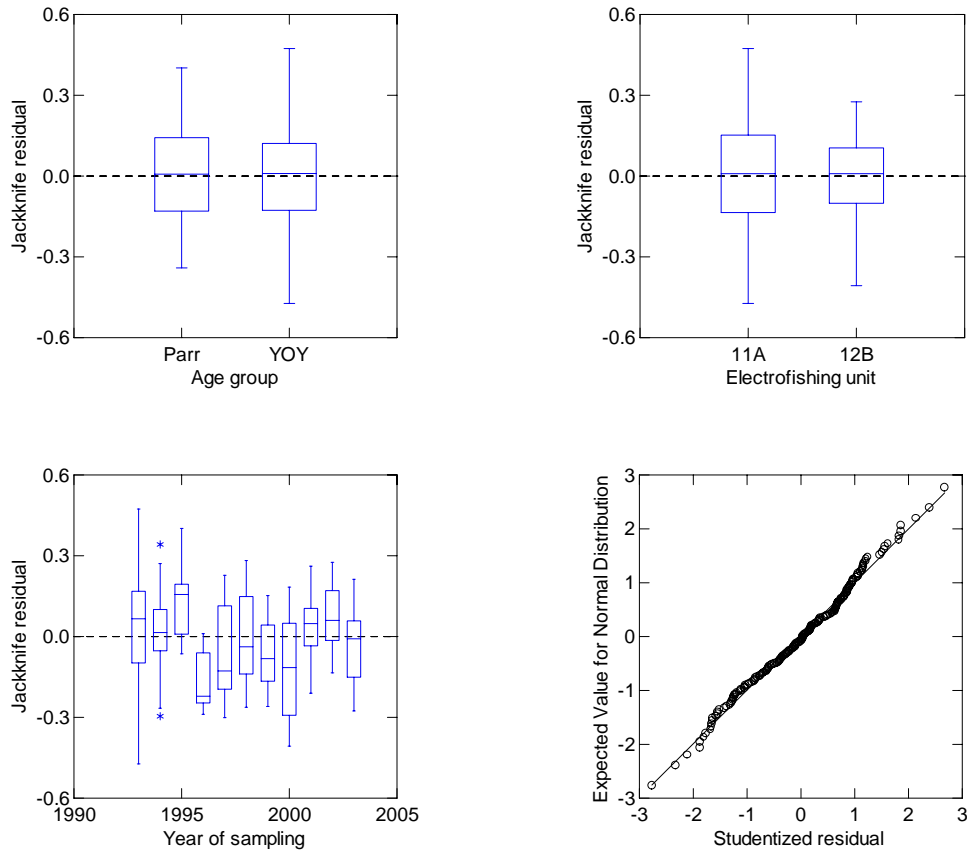 0.6
0.3
0.0
-0.3
-0.6
Jackknife residual
Parr YOY
Age group
0.6
0.3
0.0
-0.3
-0.6
Jackknife residual
11A 12B
Electrofishing unit
0.6
0.3
0.0
-0.3
-0.6
Jackknife residual
1990 1995 2000 2005
Year of sampling
3
2
1
0
-1
-2
-3
Expected Value for Normal Distribution
-3 -2 -1 0 1 2 3
Studentized residual